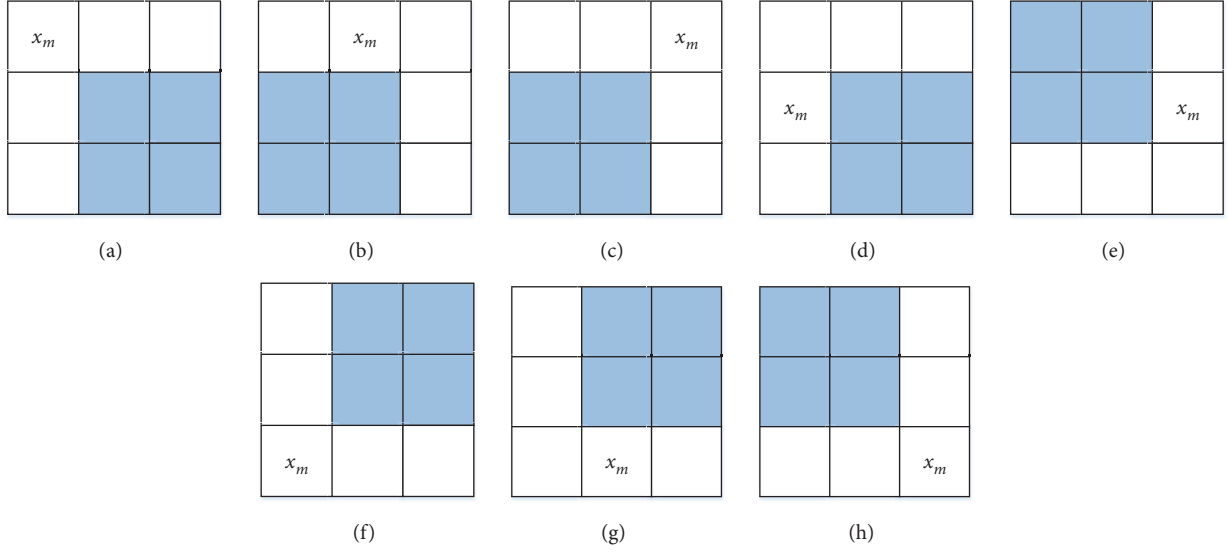 x_m x_m x_m
x_m x_m
(a) (b) (c) (d) (e)
x_m x_m x_m
(f) (g) (h)